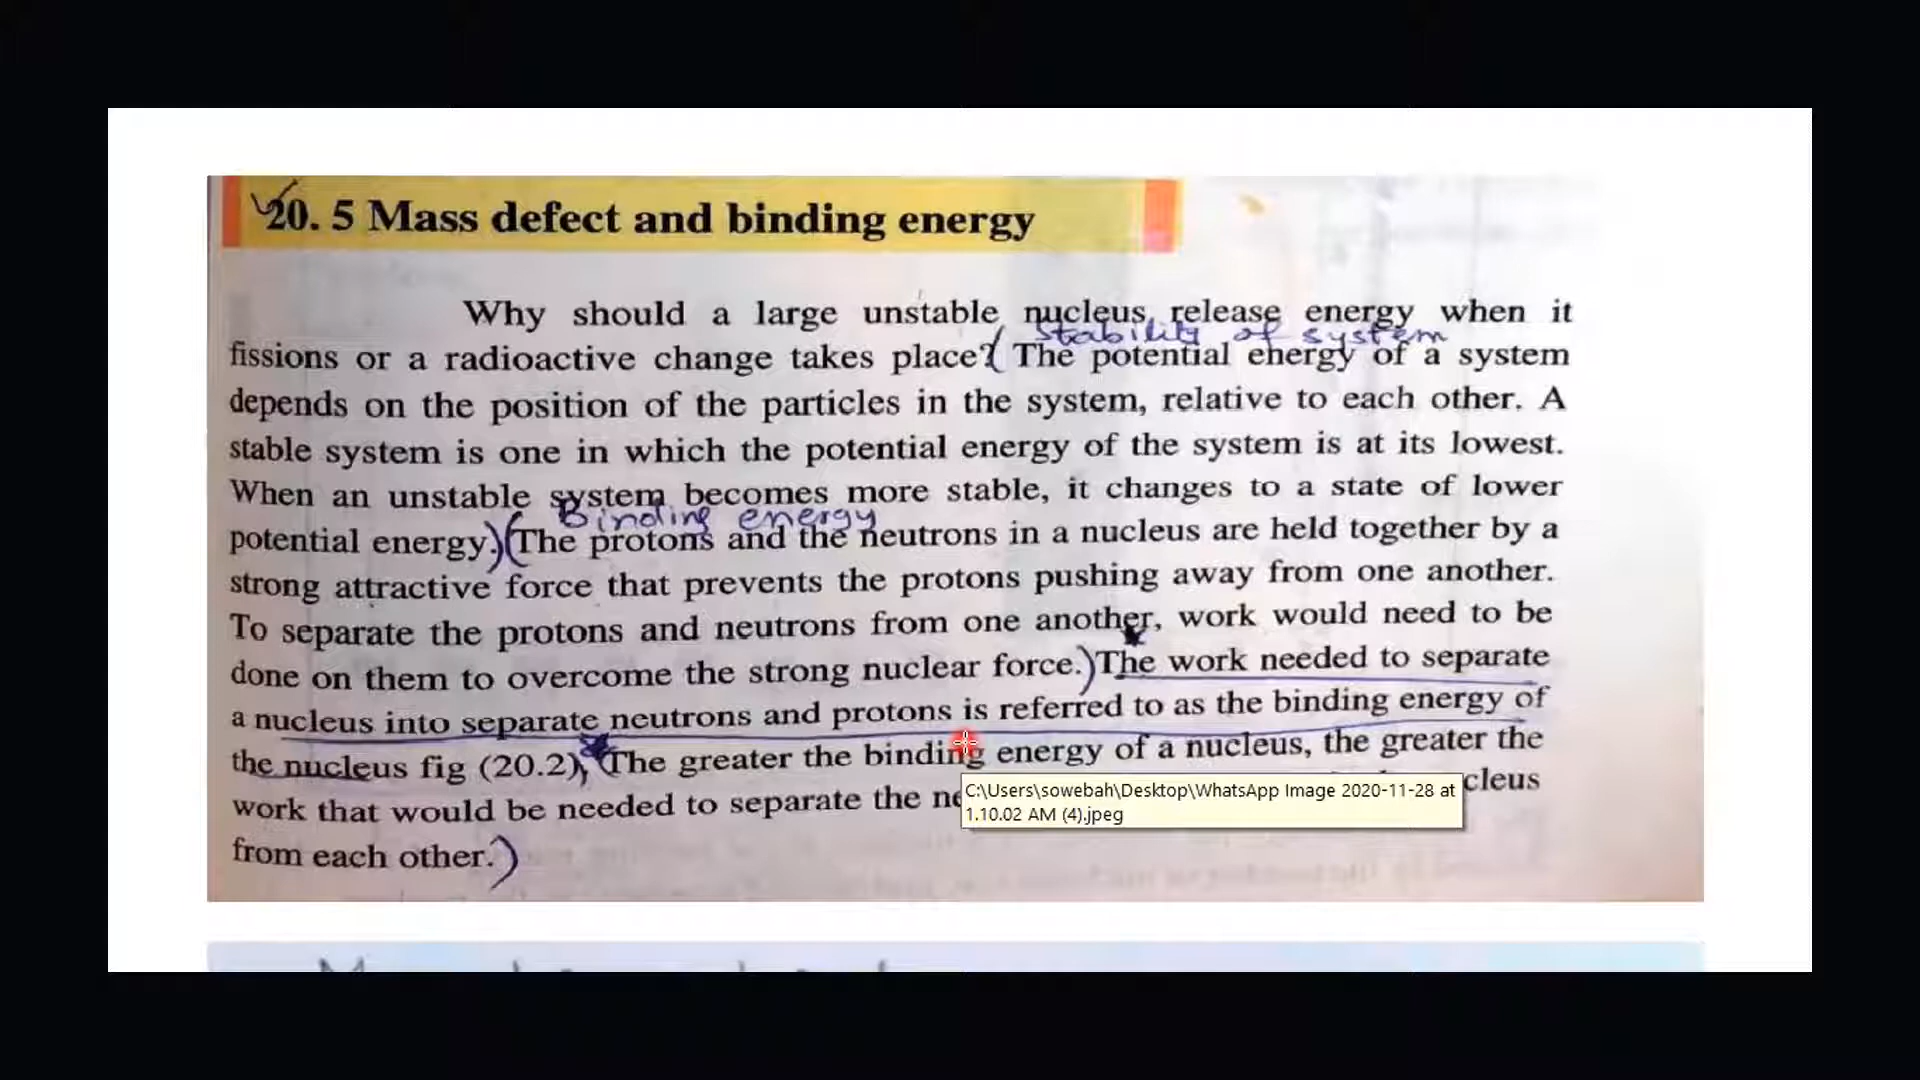 20. 5 Mass defect and binding energy
Why should a large unstable nucleus release energy when it
stability of system
fissions or a radioactive change takes place? (The potential energy of a system
depends on the position of the particles in the system, relative to each other. A
stable system is one in which the potential energy of the system is at its lowest.
When an unstable system becomes more stable, it changes to a state of lower
Binding energy
potential energy.) (The protons and the neutrons in a nucleus are held together by a
strong attractive force that prevents the protons pushing away from one another.
To separate the protons and neutrons from one another, work would need to be
done on them to overcome the strong nuclear force.) The work needed to separate
a nucleus into separate neutrons and protons is referred to as the binding energy of
the nucleus fig (20.2), The greater the binding energy of a nucleus, the greater the
work that would be needed to separate the cleus
C:\Users\sowebah\Desktop\WhatsApp Image 2020-11-28 at
1.10.02 AM (4).jpeg
from each other.)